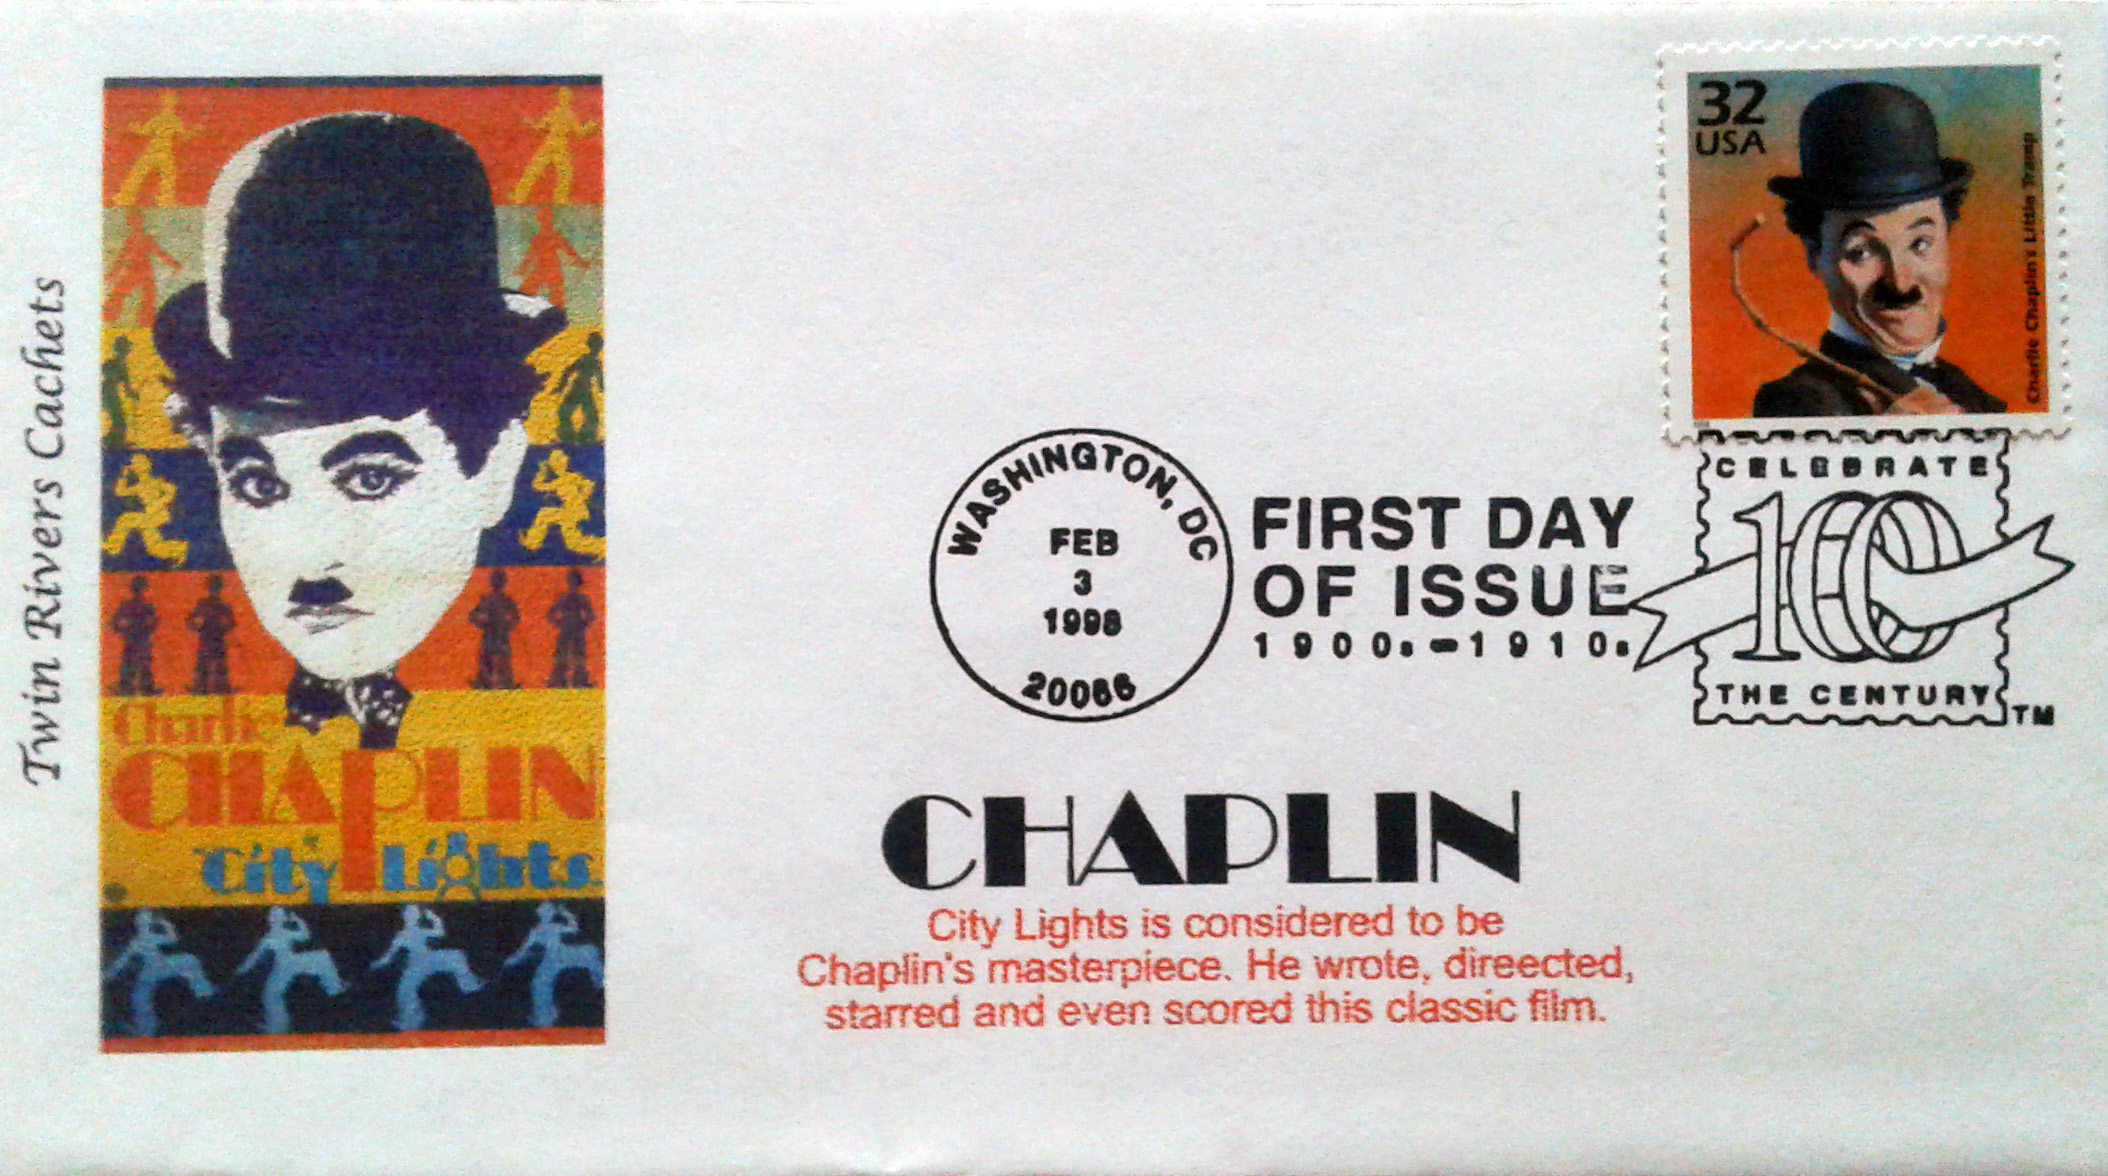 Twin Rivers Cachets
Charlie
CHAPLIN
City Lights
32
USA
Charlie Chaplin's Little Tramp
WASHINGTON, DC
FEB
3
1998
20066
FIRST DAY
OF ISSUE
1900s-1910s
CELEBRATE
100
THE CENTURY
TM
CHAPLIN
City Lights is considered to be
Chaplin's masterpiece. He wrote, direected,
starred and even scored this classic film.